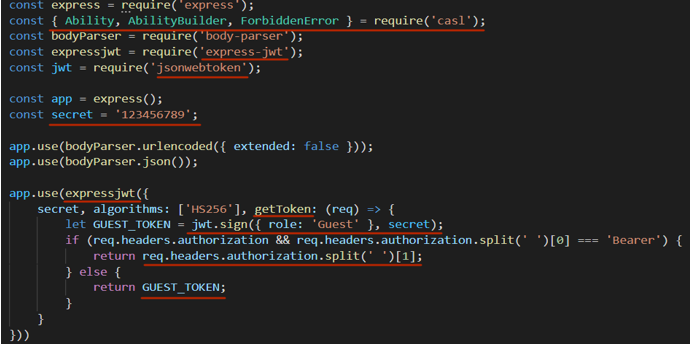 const express = require('express');
const { Ability, AbilityBuilder, ForbiddenError } = require('casl');
const bodyParser = require('body-parser');
const expressjwt = require('express-jwt');
const jwt = require('jsonwebtoken');
const app = express();
const secret = '123456789';
app.use(bodyParser.urlencoded({ extended: false }));
app.use(bodyParser.json());
app.use(expressjwt({
secret, algorithms: ['HS256'], getToken: (req) => {
let GUEST_TOKEN = jwt.sign({ role: 'Guest' }, secret);
if (req.headers.authorization && req.headers.authorization.split(' ')[0] === 'Bearer') {
return req.headers.authorization.split(' ')[1];
} else {
return GUEST_TOKEN;
}
}
}))